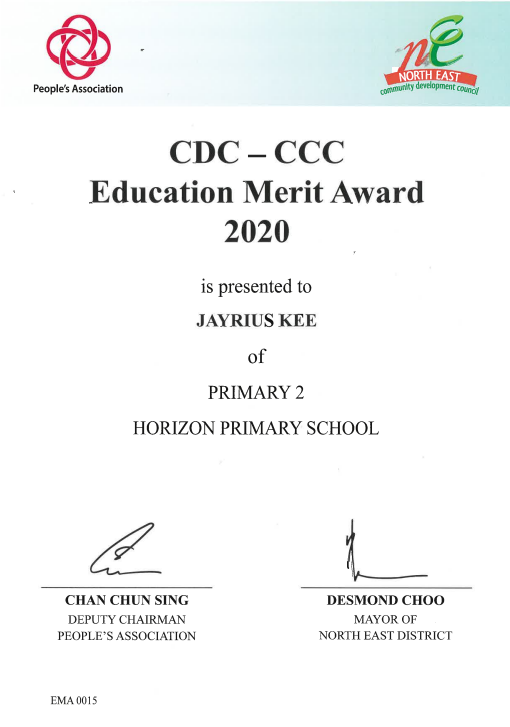 People's Association
NORTH EAST
community development council
CDC – CCC
Education Merit Award
2020
is presented to
JAYRIUS KEE
of
PRIMARY 2
HORIZON PRIMARY SCHOOL
CHAN CHUN SING
DEPUTY CHAIRMAN
PEOPLE'S ASSOCIATION
DESMOND CHOO
MAYOR OF
NORTH EAST DISTRICT
EMA 0015